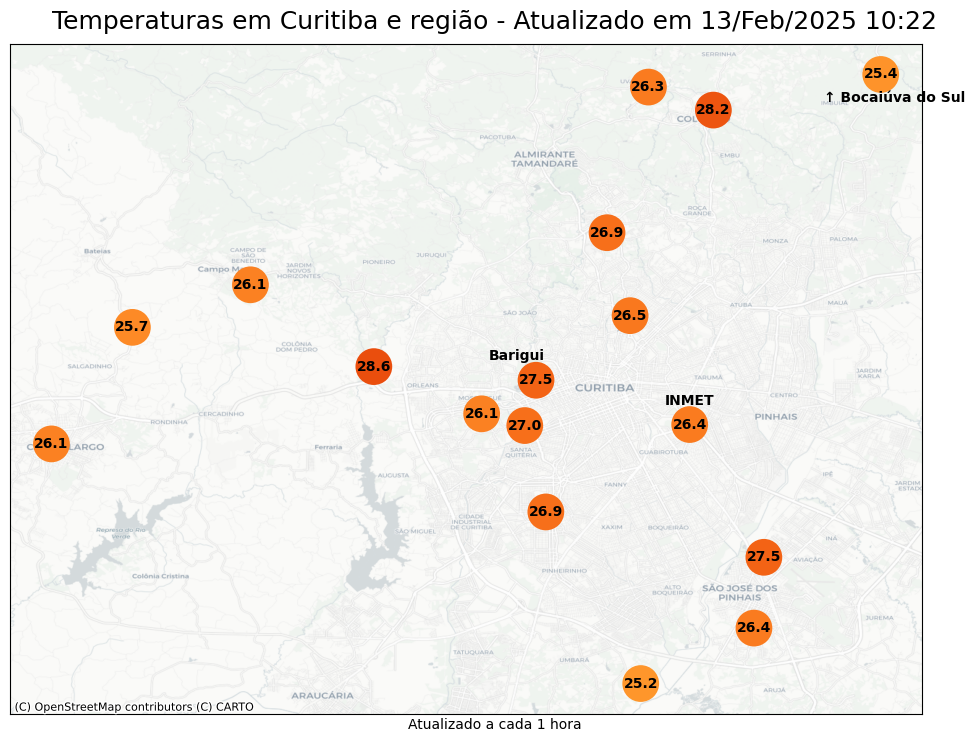 Temperaturas em Curitiba e região - Atualizado em 13/Feb/2025 10:22
SERRINHA
25.4
26.3
↑ Bocaiúva do Sul
28.2
PACOTUBA
ALMIRANTE
TAMANDARÉ
EMBU
ROÇA
GRANDE
26.9
MONZA
PALOMA
Bateias
CAMPO DE
SÃO
BENEDITO
JURUQUI
PIONEIRO
JARDIM
NOVOS
HORIZONTES
26.1
ATUBA
MAUÁ
SÃO JOÃO
26.5
25.7
COLÔNIA
DOM PEDRO
Barigui
SALGADINHO
28.6
JARDIM
KARLA
27.5
TARUMÃ
ORLEANS
CURITIBA
CENTRO
INMET
26.1
CERCADINHO
RONDINHA
PINHAIS
27.0
26.4
26.1
Ferraria
SANTA
QUITÉRIA
CABIROTUBA
AUGUSTA
IPÊ
FANNY
JARDIM
26.9
CIDADE
INDUSTRIAL
DE CURITIBA
SÃO MIGUEL
XAXIM
BOQUEIRÃO
Represa do Rio
Verde
INÁ
27.5
AVIAÇÃO
Colônia Cristina
PINHEIRINHO
ALTO
BOQUEIRÃO
SÃO JOSÉ DOS
PINHAIS
JUREMA
26.4
TATUQUARA
UMBARÁ
25.2
ARUJÁ
ARAUCÁRIA
(C) OpenStreetMap contributors (C) CARTO
Atualizado a cada 1 hora